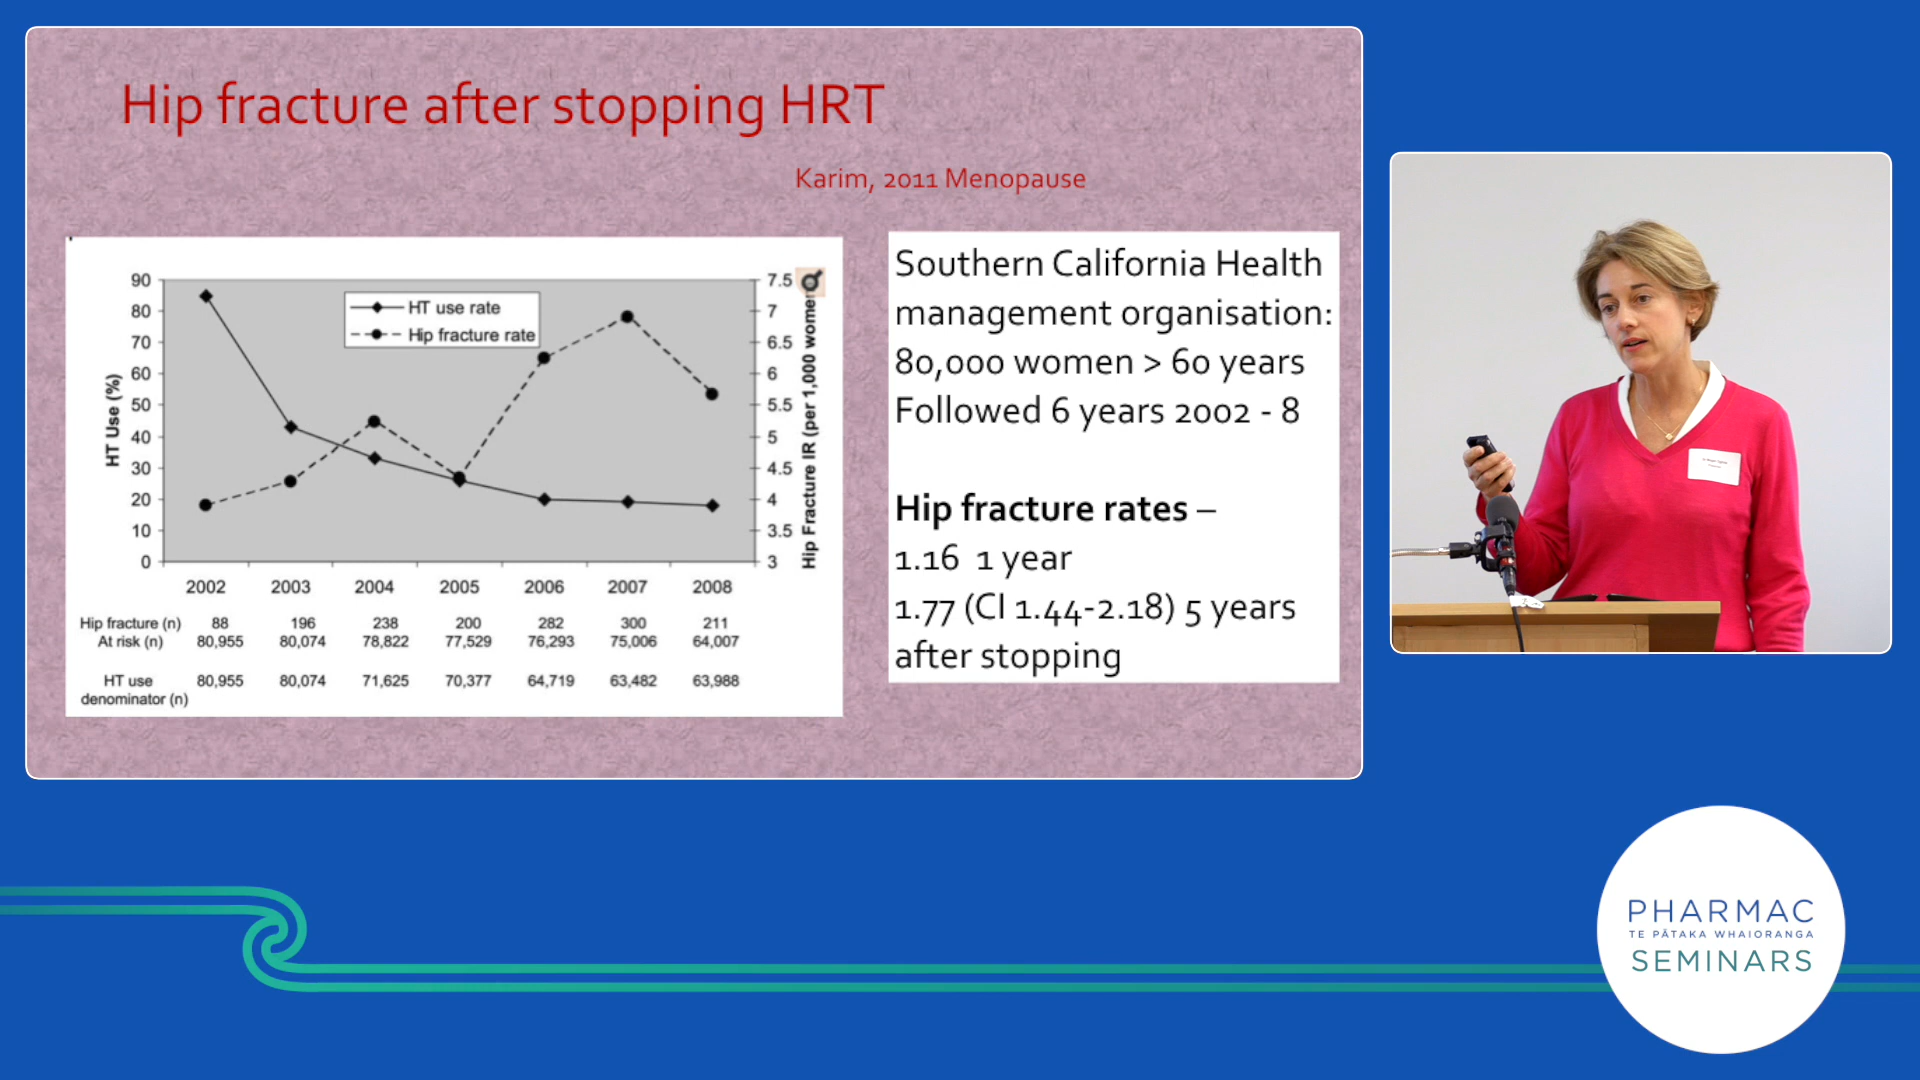 Hip fracture after stopping HRT
Karim, 2011 Menopause
HT use rate
Hip fracture rate
HT Use (%)
90
80
70
60
50
40
30
20
10
0
7.5
7
6.5
6
5.5
5
4.5
4
3.5
3
Hip Fracture IR (per 1,000 women
2002 2003 2004 2005 2006 2007 2008
Hip fracture (n) 88 196 238 200 282 300 211
At risk (n) 80,955 80,074 78,822 77,529 76,293 75,006 64,007
HT use 80,955 80,074 71,625 70,377 64,719 63,482 63,988
denominator (n)
Southern California Health
management organisation:
80,000 women > 60 years
Followed 6 years 2002 - 8
Hip fracture rates –
1.16 1 year
1.77 (CI 1.44-2.18) 5 years
after stopping
PHARMAC
TE PĀTAKA WHAIORANGA
SEMINARS